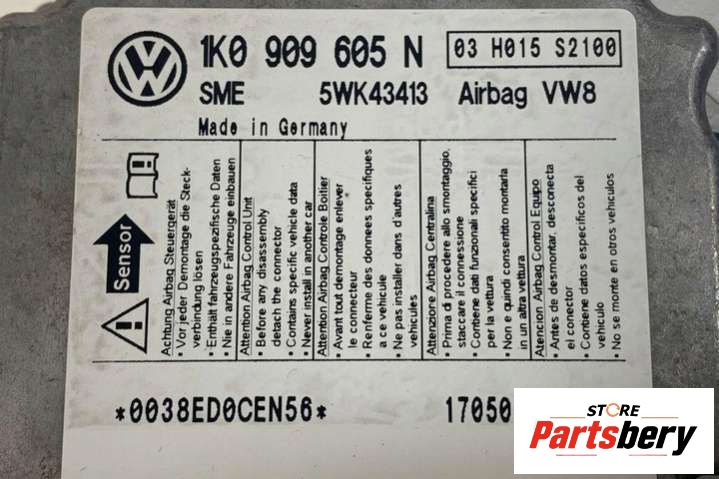 1K0 909 605 N
03 H015 S2100
SME
5WK43413
Airbag VW8
Made in Germany
Sensor
Achtung Airbag Steuergerät
• Vor jeder Demontage die Steck-
verbindung lösen
• Enthält fahrzeugspezifische Daten
• Nie in andere Fahrzeuge einbauen
Attention Airbag Control Unit
• Before any disassembly
detach the connector
• Contains specific vehicle data
• Never install in another car
Attention Airbag Controle Boitier
• Avant tout demontage enlever
le connecteur
• Renferme des donnees specifiques
a ce vehicule
• Ne pas installer dans d'autres
vehicules
Attenzione Airbag Centralina
• Prima di procedere allo smontaggio,
staccare il connessione
• Contiene dati funzionali specifici
per la vettura
• Non e quindi consentito montarla
in un altra vettura
Atencion Airbag Control Equipo
• Antes de desmontar, desconecta
el conector
• Contiene datos especificos del
vehiculo
• No se monte en otros vehiculos
*0038ED0CEN56*
17050
STORE
Partsbery